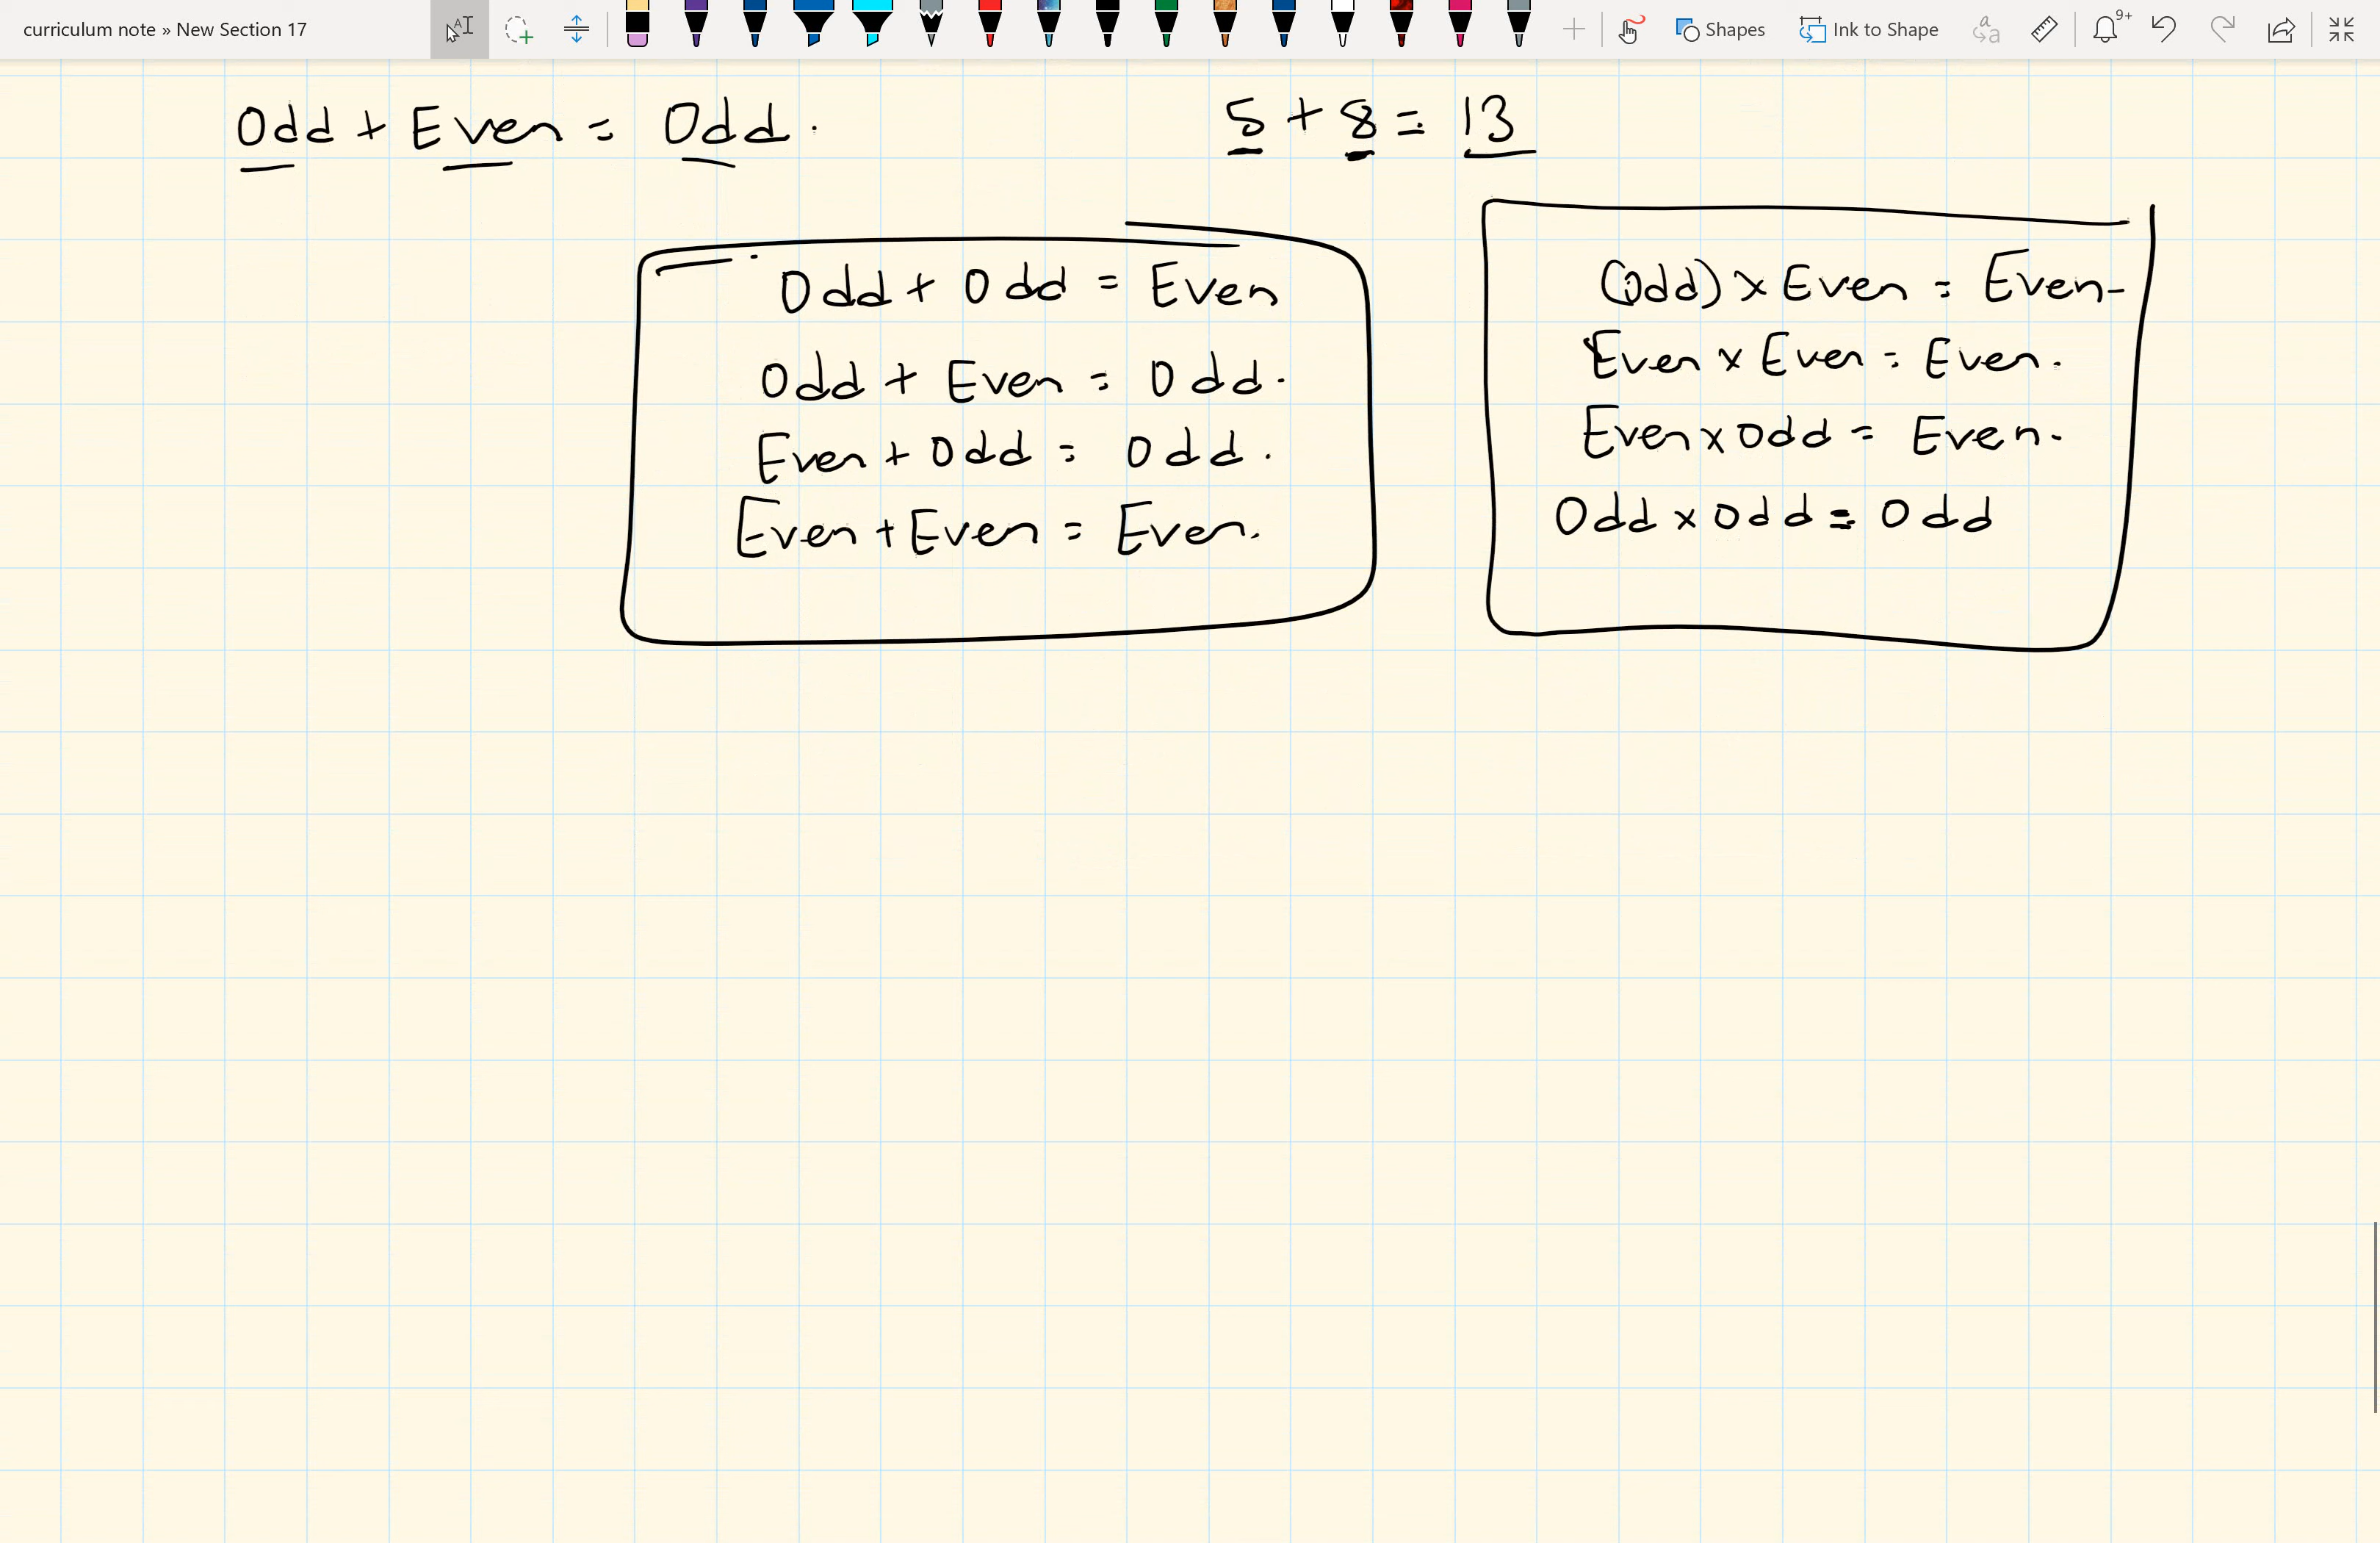 curriculum note » New Section 17
Shapes
Ink to Shape
9+
Odd + Even = Odd.
5 + 8 = 13
Odd + Odd = Even
Odd + Even = Odd.
Even + Odd = Odd.
Even + Even = Even.
(Odd) × Even = Even-
Even × Even = Even.
Even × Odd = Even.
Odd × Odd = Odd